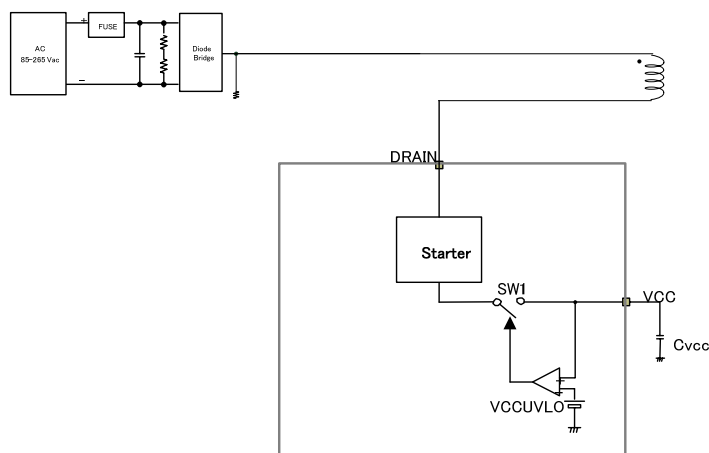 AC
85-265 Vac
+
−
FUSE
Diode
Bridge
DRAIN
Starter
SW1
VCC
Cvcc
+
−
VCCUVLO